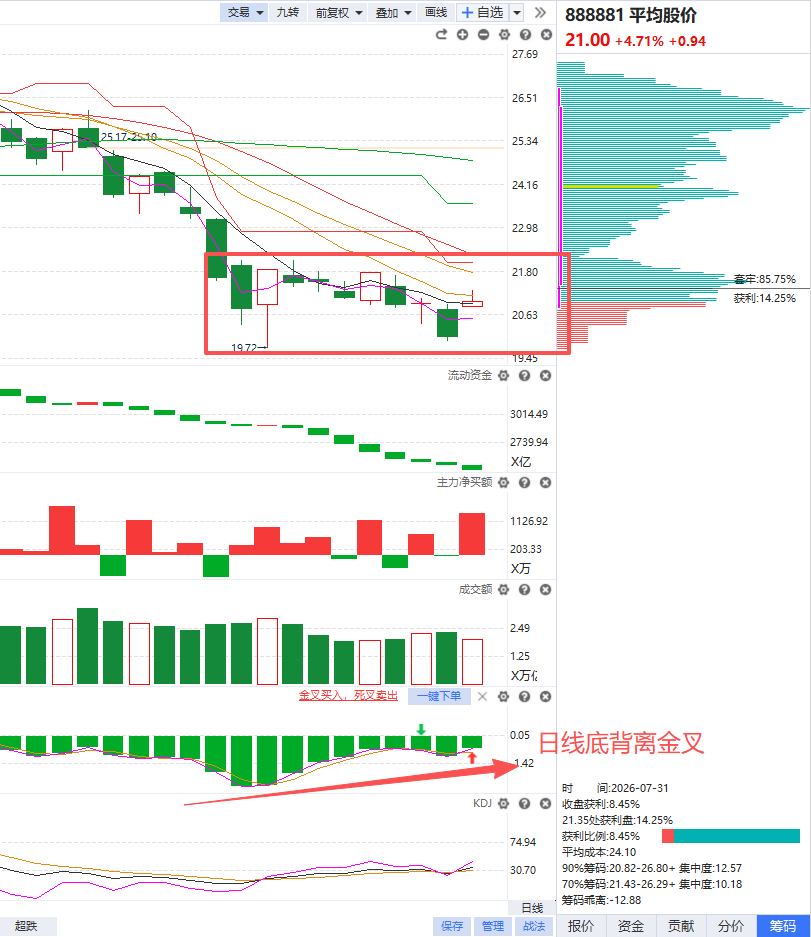 交易 九转 前复权 叠加 画线 + 自选
888881 平均股价
21.00 +4.71% +0.94
27.69
26.51
25.17-25.10
25.34
24.16
22.98
21.80
套牢:85.75%
获利:14.25%
20.63
19.72→
19.45
流动资金
3014.49
2739.94
X亿
主力净买额
1126.92
203.33
X万
成交额
2.49
1.25
X万亿
金叉买入，死叉卖出 一键下单
0.05
日线底背离金叉
-1.42
KDJ
74.94
30.70
时 间:2026-07-31
收盘获利:8.45%
21.35处获利盘:14.25%
获利比例:8.45%
平均成本:24.10
90%筹码:20.82-26.80+ 集中度:12.57
70%筹码:21.43-26.29+ 集中度:10.18
筹码乖离:-12.88
日线
超跌 保存 管理 战法 报价 资金 贡献 分价 筹码